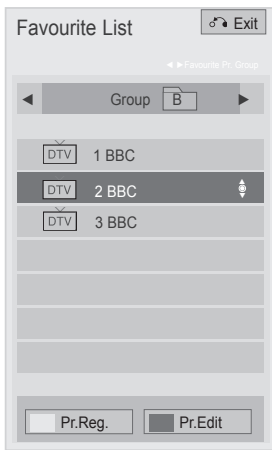 Favourite List
Exit
◄ ►Favourite Pr. Group
◄ Group B ►
DTV 1 BBC
DTV 2 BBC
DTV 3 BBC
Pr.Reg. Pr.Edit